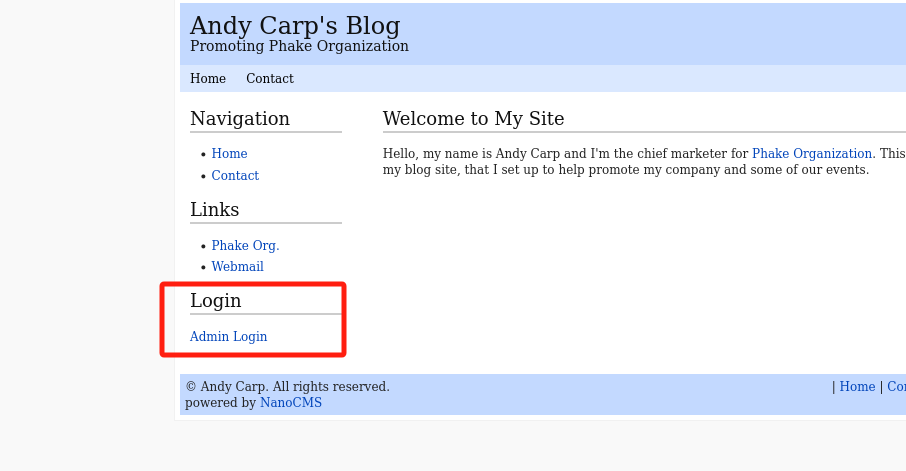 Andy Carp's Blog
Promoting Phake Organization
Home Contact
Navigation
Home
Contact
Links
Phake Org.
Webmail
Login
Admin Login
Welcome to My Site
Hello, my name is Andy Carp and I'm the chief marketer for Phake Organization. This
my blog site, that I set up to help promote my company and some of our events.
© Andy Carp. All rights reserved.
powered by NanoCMS
| Home |